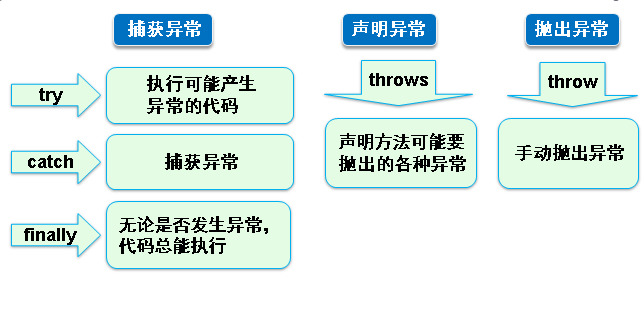 捕获异常
try
执行可能产生
异常的代码
catch
捕获异常
finally
无论是否发生异常，
代码总能执行
声明异常
throws
声明方法可能要
抛出的各种异常
抛出异常
throw
手动抛出异常